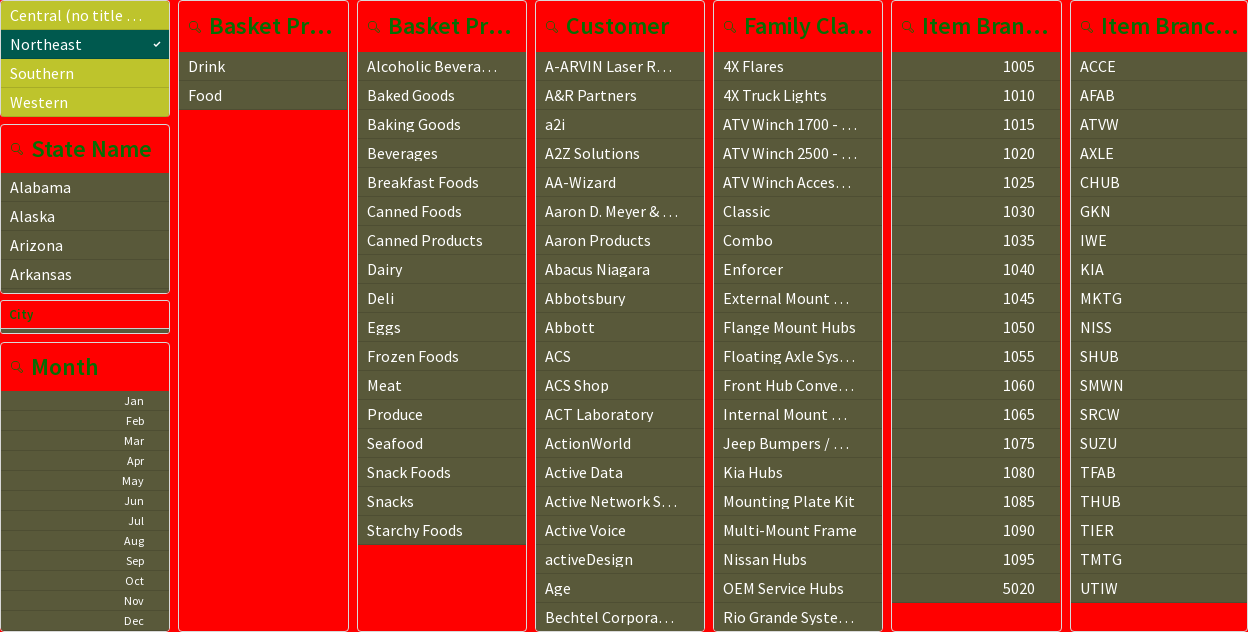 Central (no title …
Northeast
Southern
Western
State Name
Alabama
Alaska
Arizona
Arkansas
City
Month
Jan
Feb
Mar
Apr
May
Jun
Jul
Aug
Sep
Oct
Nov
Dec
Basket Pr…
Drink
Food
Basket Pr…
Alcoholic Bevera…
Baked Goods
Baking Goods
Beverages
Breakfast Foods
Canned Foods
Canned Products
Dairy
Deli
Eggs
Frozen Foods
Meat
Produce
Seafood
Snack Foods
Snacks
Starchy Foods
Customer
A-ARVIN Laser R…
A&R Partners
a2i
A2Z Solutions
AA-Wizard
Aaron D. Meyer & …
Aaron Products
Abacus Niagara
Abbotsbury
Abbott
ACS
ACS Shop
ACT Laboratory
ActionWorld
Active Data
Active Network S…
Active Voice
activeDesign
Age
Bechtel Corpora…
Family Cla…
4X Flares
4X Truck Lights
ATV Winch 1700 - …
ATV Winch 2500 - …
ATV Winch Acces…
Classic
Combo
Enforcer
External Mount …
Flange Mount Hubs
Floating Axle Sys…
Front Hub Conve…
Internal Mount …
Jeep Bumpers / …
Kia Hubs
Mounting Plate Kit
Multi-Mount Frame
Nissan Hubs
OEM Service Hubs
Rio Grande Syste…
Item Bran…
1005
1010
1015
1020
1025
1030
1035
1040
1045
1050
1055
1060
1065
1075
1080
1085
1090
1095
5020
Item Branc…
ACCE
AFAB
ATVW
AXLE
CHUB
GKN
IWE
KIA
MKTG
NISS
SHUB
SMWN
SRCW
SUZU
TFAB
THUB
TIER
TMTG
UTIW